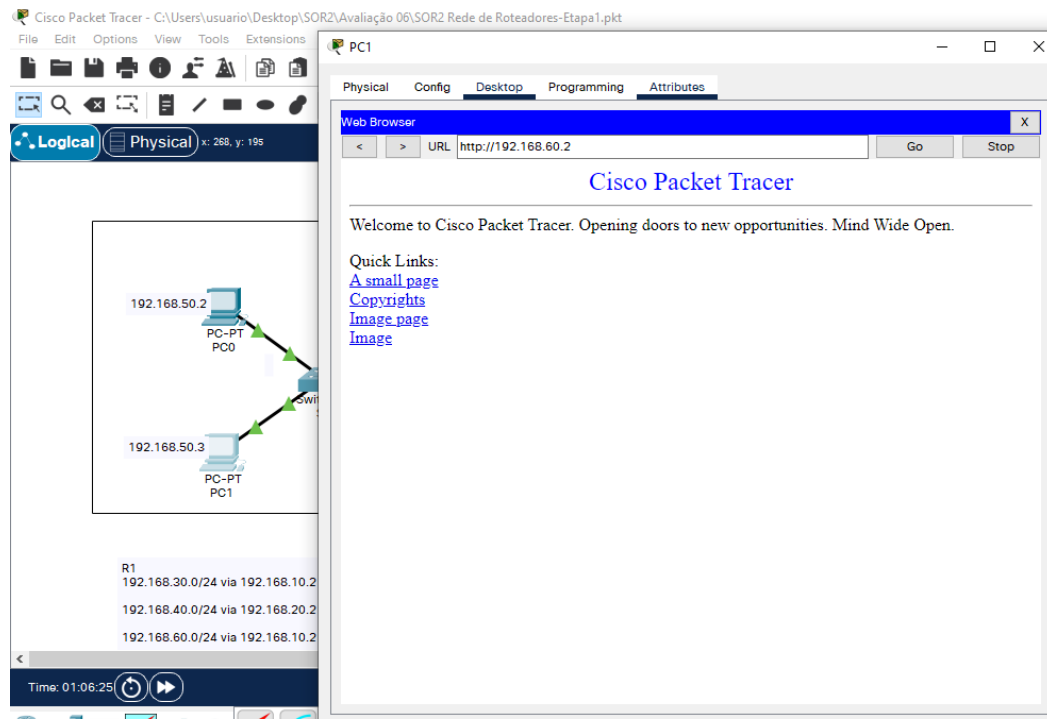 Cisco Packet Tracer - C:\Users\usuario\Desktop\SOR2\Avaliação 06\SOR2 Rede de Roteadores-Etapa1.pkt
File Edit Options View Tools Extensions
Logical Physical x: 268, y: 195
192.168.50.2
PC-PT
PC0
Swi
192.168.50.3
PC-PT
PC1
R1
192.168.30.0/24 via 192.168.10.2
192.168.40.0/24 via 192.168.20.2
192.168.60.0/24 via 192.168.10.2
Time: 01:06:25
PC1
Physical Config Desktop Programming Attributes
Web Browser X
< > URL http://192.168.60.2 Go Stop
Cisco Packet Tracer
Welcome to Cisco Packet Tracer. Opening doors to new opportunities. Mind Wide Open.
Quick Links:
A small page
Copyrights
Image page
Image